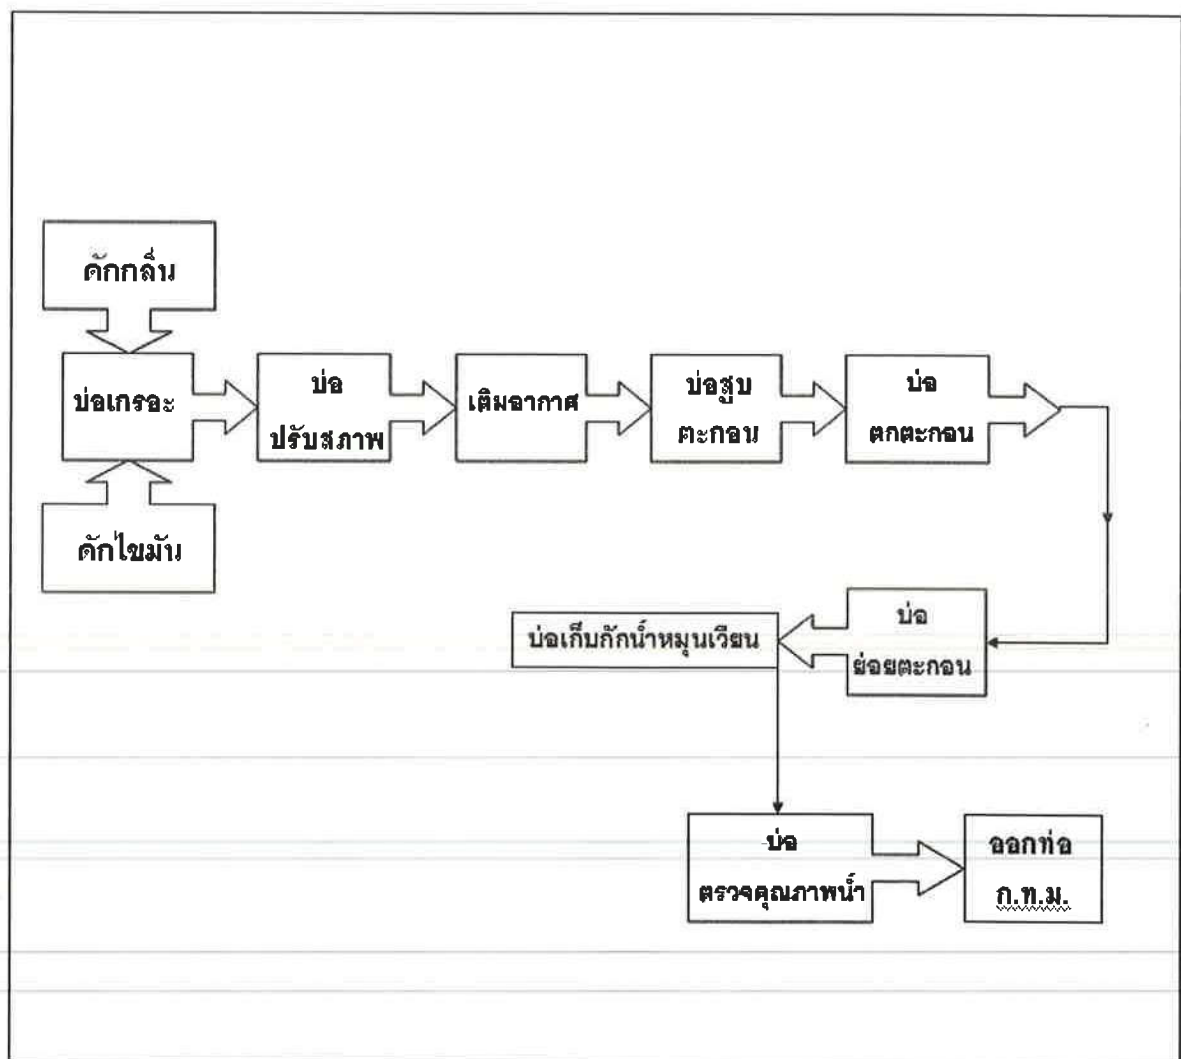 ดักกลิ่น
บ่อเกรอะ
บ่อ
ปรับสภาพ
เติมอากาศ
บ่อสูบ
ตะกอน
บ่อ
ตกตะกอน
ดักไขมัน
บ่อเก็บกักน้ำหมุนเวียน
บ่อ
ย่อยตะกอน
บ่อ
ตรวจคุณภาพน้ำ
ออกท่อ
ก.ท.ม.